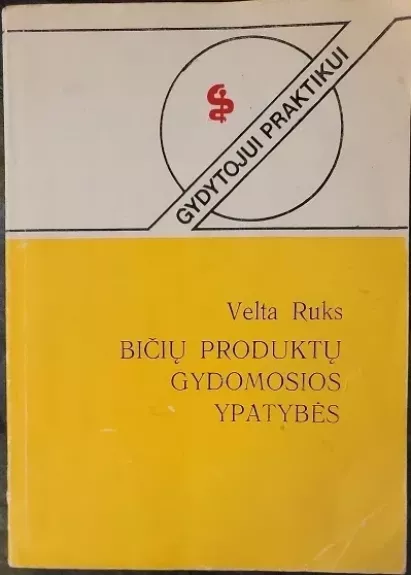 GYDYTOJUI PRAKTIKUI
Velta Ruks
BIČIŲ PRODUKTŲ
GYDOMOSIOS
YPATYBĖS